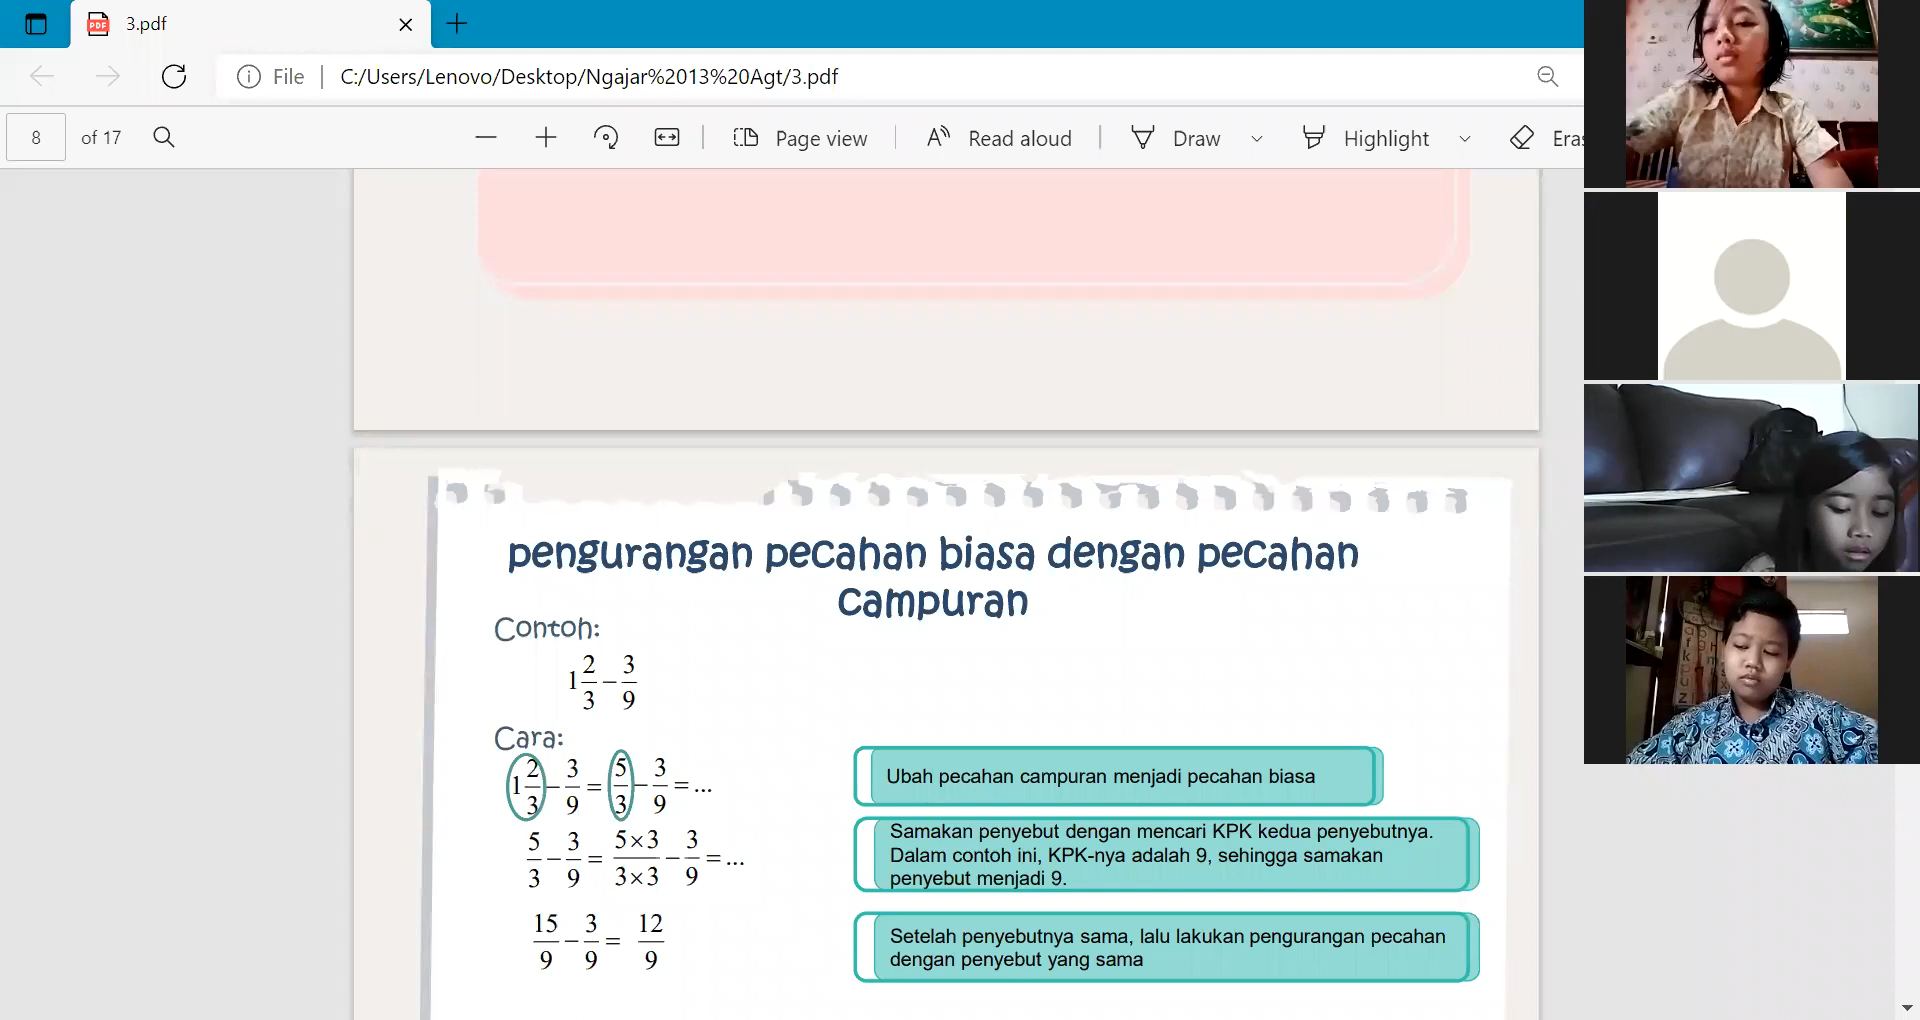 3.pdf
File | C:/Users/Lenovo/Desktop/Ngajar%2013%20Agt/3.pdf
8 of 17
Page view
Read aloud
Draw
Highlight
Eras
pengurangan pecahan biasa dengan pecahan
campuran
Contoh:
1 2/3 − 3/9
Cara:
1 2/3 − 3/9 = 5/3 − 3/9 = ...
Ubah pecahan campuran menjadi pecahan biasa
5/3 − 3/9 = 5×3/3×3 − 3/9 = ...
Samakan penyebut dengan mencari KPK kedua penyebutnya.
Dalam contoh ini, KPK-nya adalah 9, sehingga samakan
penyebut menjadi 9.
15/9 − 3/9 = 12/9
Setelah penyebutnya sama, lalu lakukan pengurangan pecahan
dengan penyebut yang sama